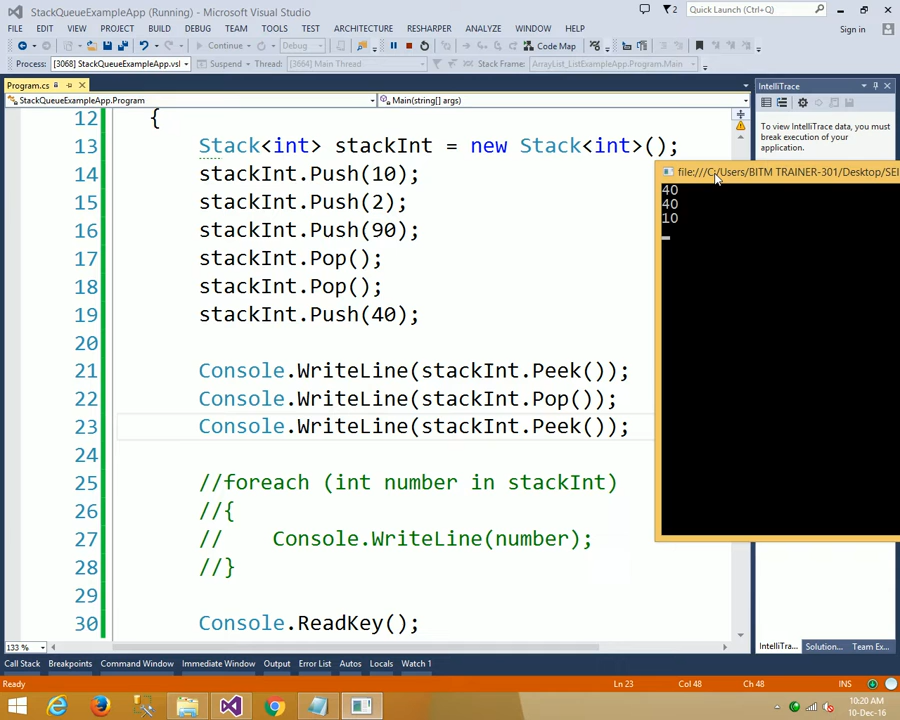 StackQueueExampleApp (Running) - Microsoft Visual Studio
2
Quick Launch (Ctrl+Q)
FILE EDIT VIEW PROJECT BUILD DEBUG TEAM TOOLS TEST ARCHITECTURE RESHARPER ANALYZE WINDOW HELP
Sign in
Continue Debug Code Map
Process: [3068] StackQueueExampleApp.vsl Suspend Thread: [3664] Main Thread Stack Frame: ArrayList_ListExampleApp.Program.Main
Program.cs
IntelliTrace
StackQueueExampleApp.Program Main(string[] args)
To view IntelliTrace data, you must
break execution of your
application.
12 {
13 Stack<int> stackInt = new Stack<int>();
14 stackInt.Push(10);
15 stackInt.Push(2);
16 stackInt.Push(90);
17 stackInt.Pop();
18 stackInt.Pop();
19 stackInt.Push(40);
20
21 Console.WriteLine(stackInt.Peek());
22 Console.WriteLine(stackInt.Pop());
23 Console.WriteLine(stackInt.Peek());
24
25 //foreach (int number in stackInt)
26 //{
27 // Console.WriteLine(number);
28 //}
29
30 Console.ReadKey();
file:///C:/Users/BITM TRAINER-301/Desktop/SEI
40
40
10
133 %
IntelliTra... Solution... Team Ex...
Call Stack Breakpoints Command Window Immediate Window Output Error List Autos Locals Watch 1
Ready Ln 23 Col 48 Ch 48 INS
10:20 AM
10-Dec-16